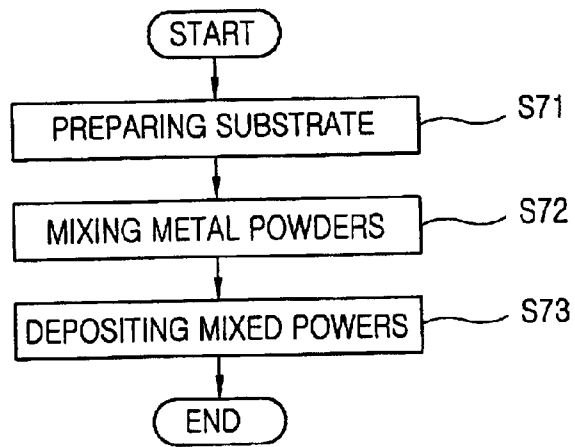 START
PREPARING SUBSTRATE
S71
MIXING METAL POWDERS
S72
DEPOSITING MIXED POWERS
S73
END